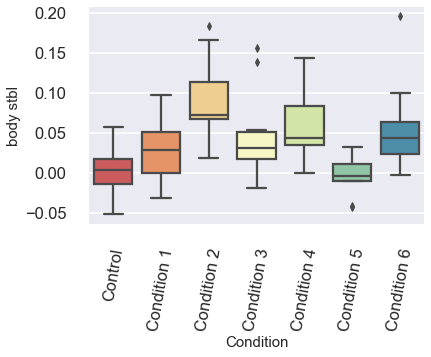 0.20
0.15
0.10
0.05
0.00
−0.05
body stbl
Control
Condition 1
Condition 2
Condition 3
Condition 4
Condition 5
Condition 6
Condition